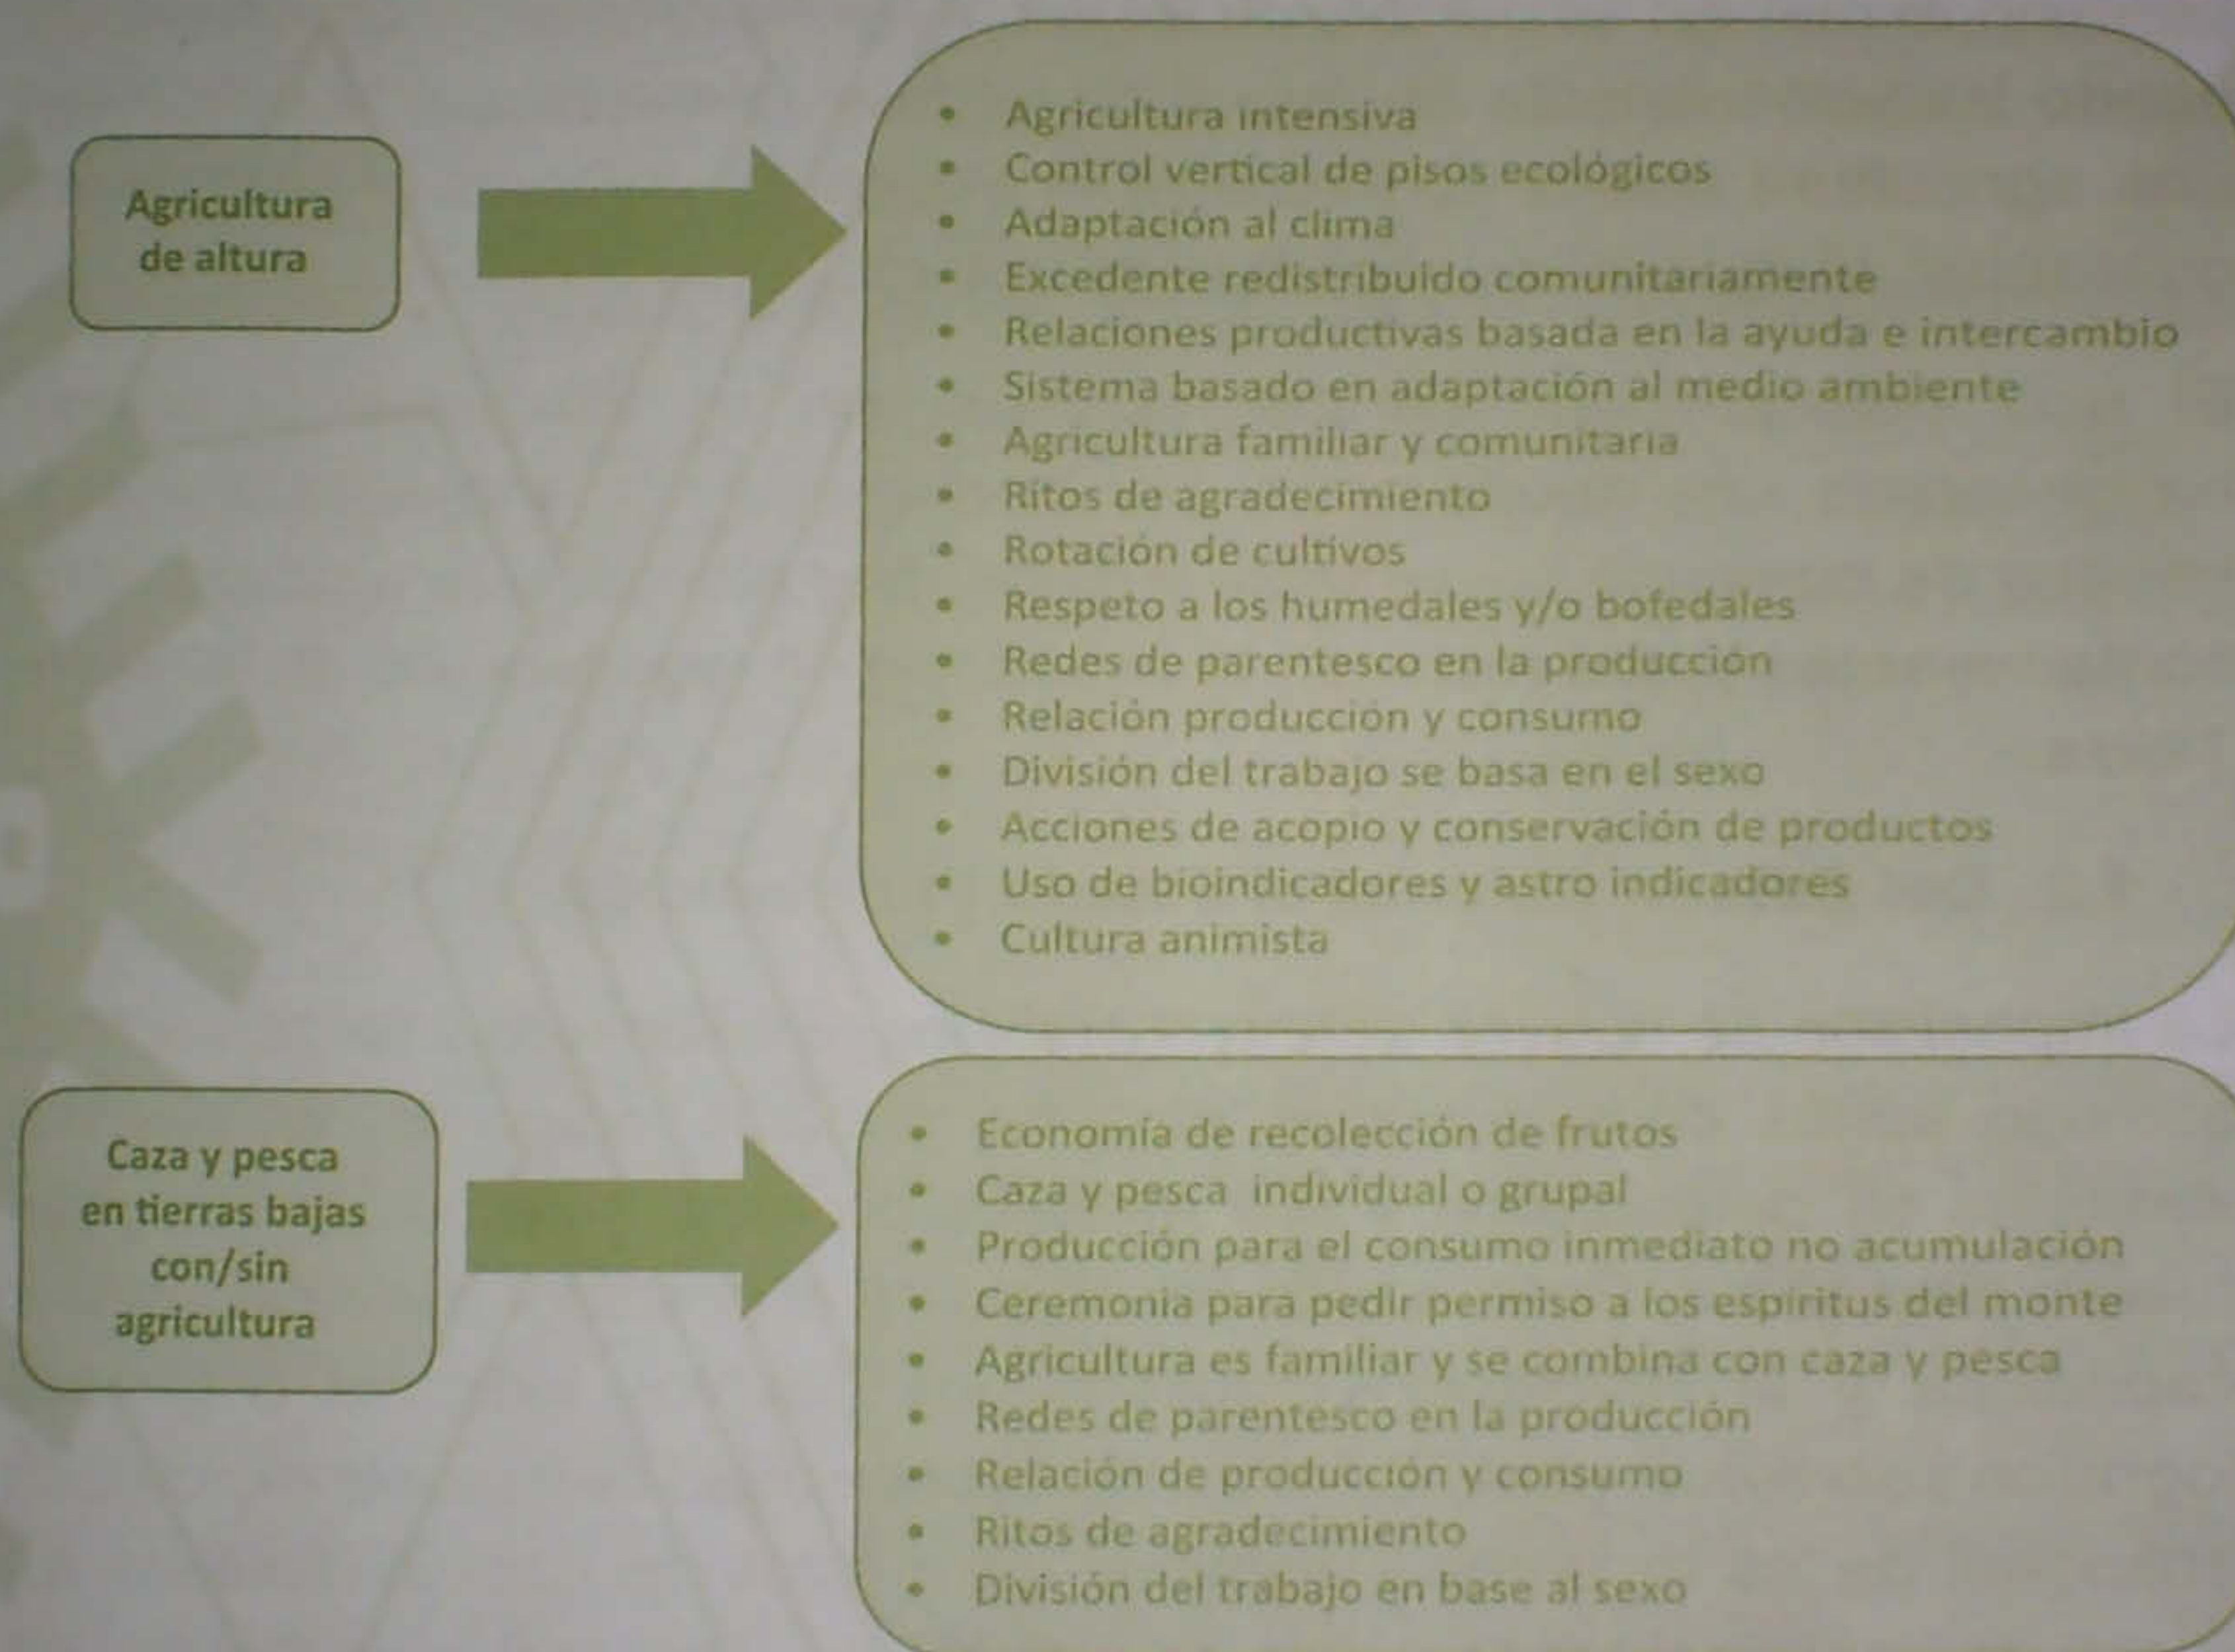 Agricultura
de altura
• Agricultura intensiva
• Control vertical de pisos ecológicos
• Adaptación al clima
• Excedente redistribuido comunitariamente
• Relaciones productivas basada en la ayuda e intercambio
• Sistema basado en adaptación al medio ambiente
• Agricultura familiar y comunitaria
• Ritos de agradecimiento
• Rotación de cultivos
• Respeto a los humedales y/o bofedales
• Redes de parentesco en la producción
• Relación producción y consumo
• División del trabajo se basa en el sexo
• Acciones de acopio y conservación de productos
• Uso de bioindicadores y astro indicadores
• Cultura animista
Caza y pesca
en tierras bajas
con/sin
agricultura
• Economía de recolección de frutos
• Caza y pesca individual o grupal
• Producción para el consumo inmediato no acumulación
• Ceremonia para pedir permiso a los espíritus del monte
• Agricultura es familiar y se combina con caza y pesca
• Redes de parentesco en la producción
• Relación de producción y consumo
• Ritos de agradecimiento
• División del trabajo en base al sexo